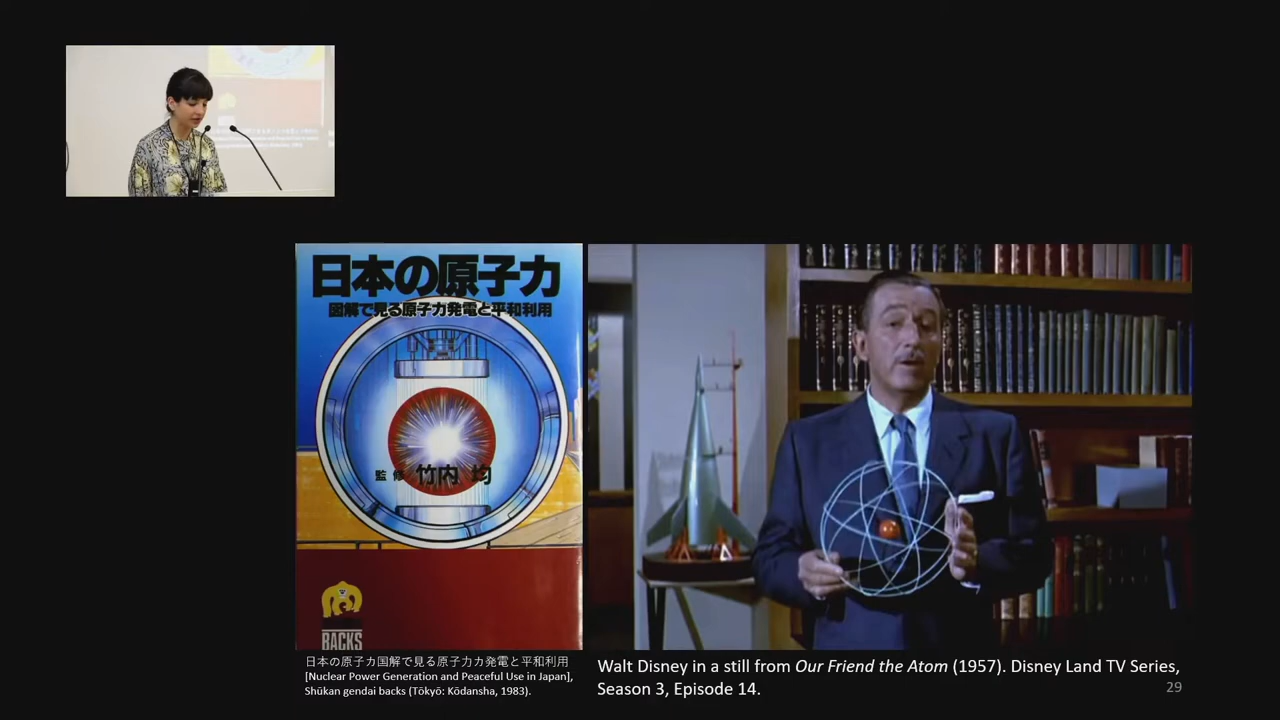 日本の原子力
図解で見る原子力発電と平和利用
監修 竹内 均
BACKS
日本の原子力国解で見る原子力力発電と平和利用
[Nuclear Power Generation and Peaceful Use in Japan],
Shūkan gendai backs (Tōkyō: Kōdansha, 1983).
Walt Disney in a still from Our Friend the Atom (1957). Disney Land TV Series,
Season 3, Episode 14.
29